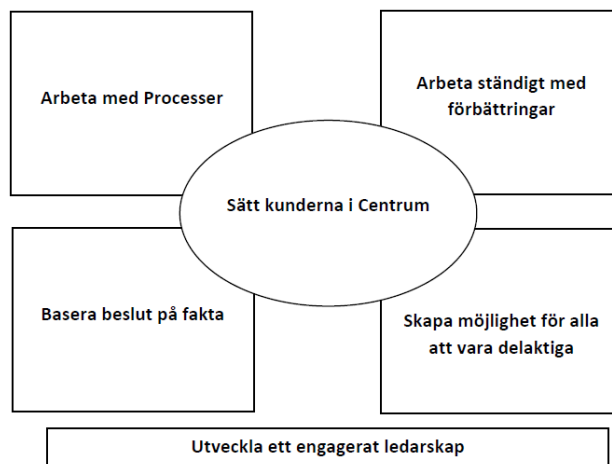 Arbeta med Processer
Arbeta ständigt med
förbättringar
Sätt kunderna i Centrum
Basera beslut på fakta
Skapa möjlighet för alla
att vara delaktiga
Utveckla ett engagerat ledarskap